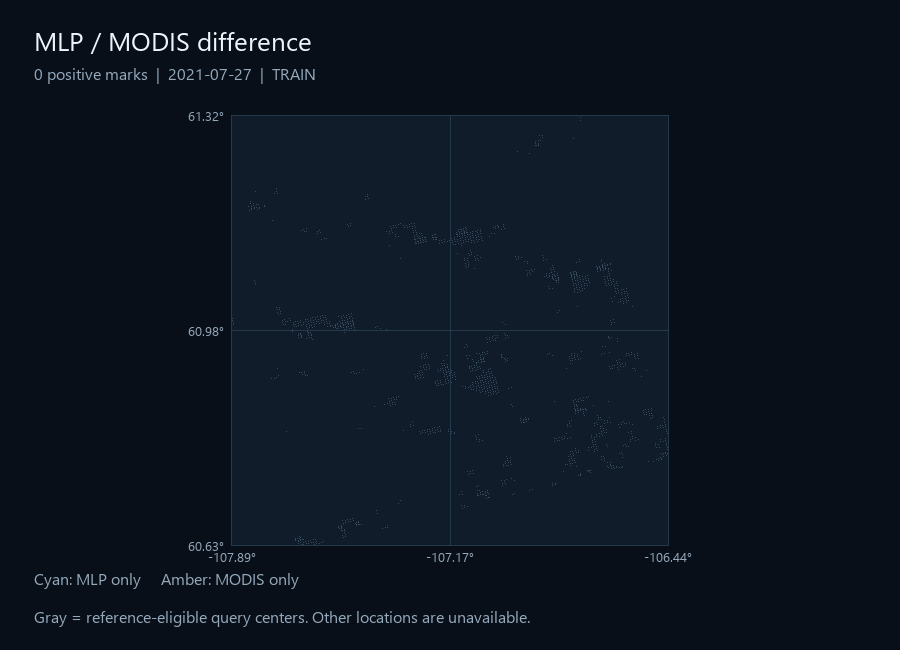 MLP / MODIS difference
0 positive marks | 2021-07-27 | TRAIN
61.32°
60.98°
60.63°
-107.89° -107.17° -106.44°
Cyan: MLP only Amber: MODIS only
Gray = reference-eligible query centers. Other locations are unavailable.